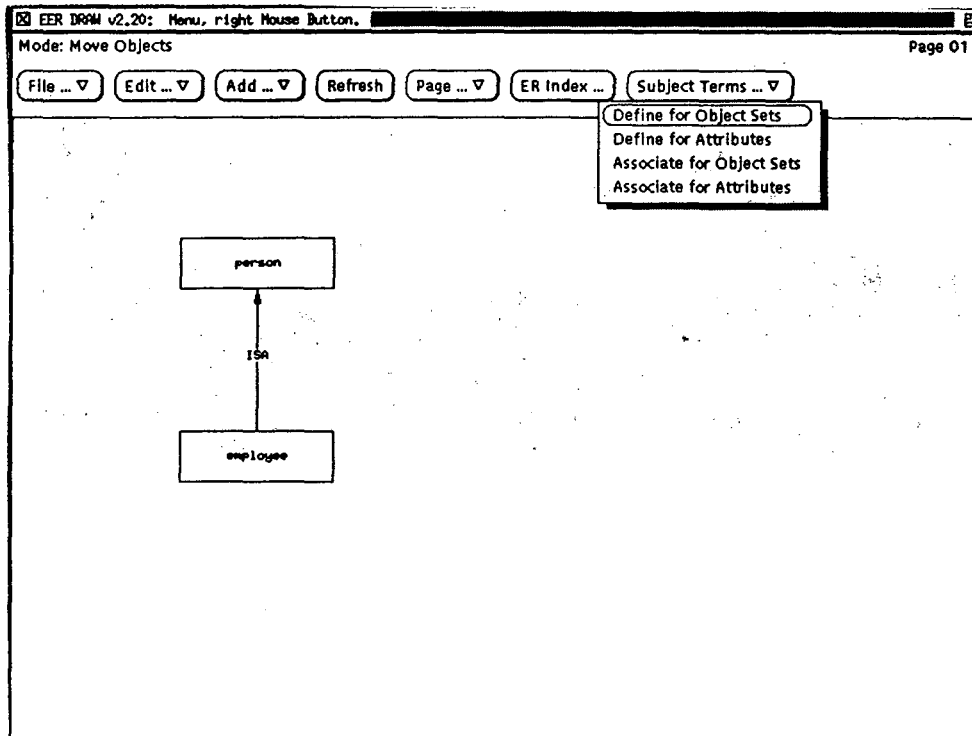 EER DRAW v2.20: Menu, right Mouse Button.
Mode: Move Objects Page 01
File ... ▽ Edit ... ▽ Add ... ▽ Refresh Page ... ▽ ER Index ... Subject Terms ... ▽
Define for Object Sets
Define for Attributes
Associate for Object Sets
Associate for Attributes
person
ISA
employee